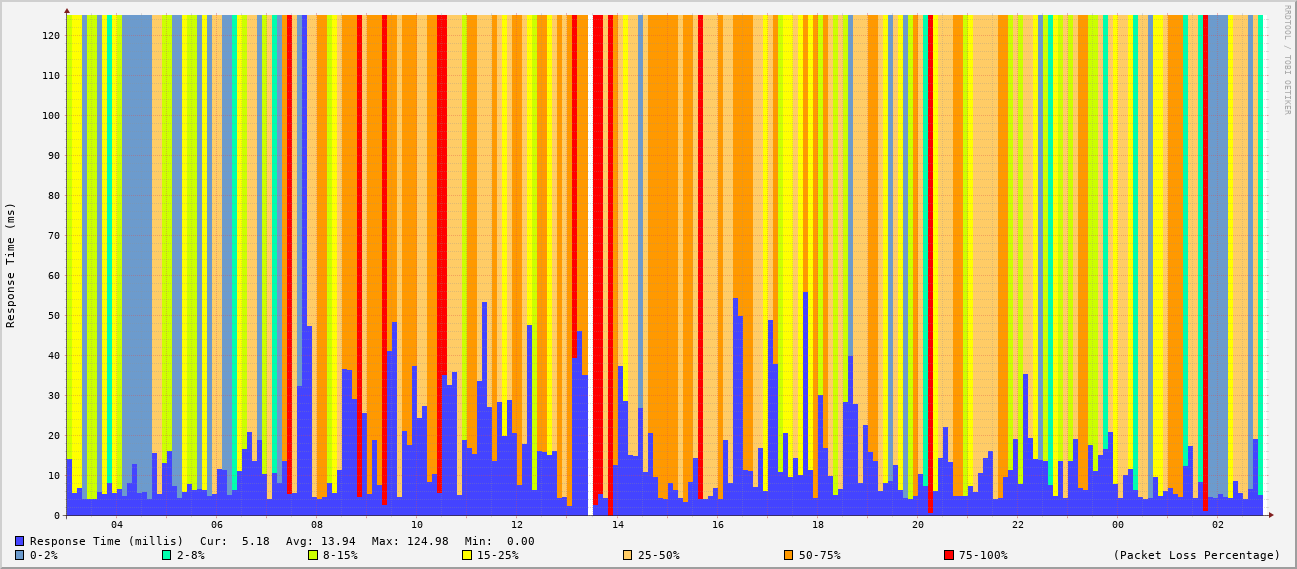 RRDTOOL / TOBI OETIKER
Response Time (ms)
120
110
100
90
80
70
60
50
40
30
20
10
0
04 06 08 10 12 14 16 18 20 22 00 02
Response Time (millis) Cur: 5.18 Avg: 13.94 Max: 124.98 Min: 0.00
0-2% 2-8% 8-15% 15-25% 25-50% 50-75% 75-100% (Packet Loss Percentage)